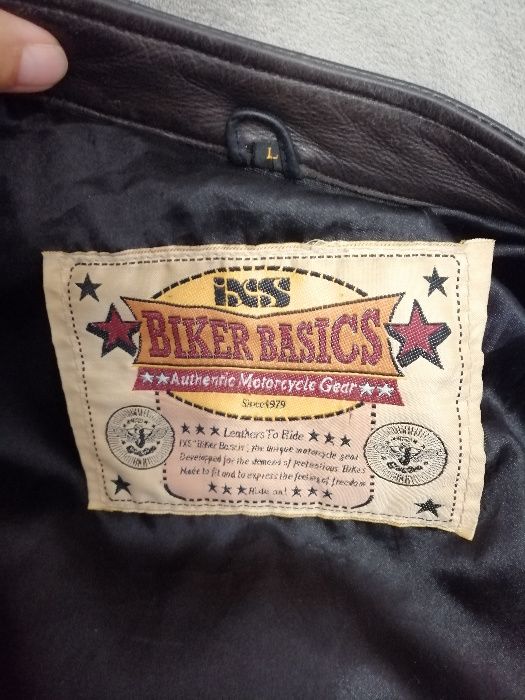 L
iXS
BIKER BASICS
Authentic Motorcycle Gear
Since 1979
Leathers To Ride
IXS "Biker Basics", the unique motorcycle gear
Developed for the demand of Pretentious Bikers
Made to fit and to express the feeling of freedom
Ride on!